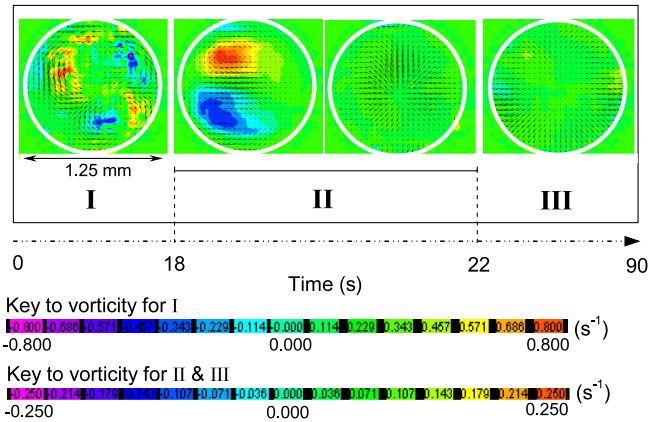 1.25 mm
I II III
0 18 22 90
Time (s)
Key to vorticity for I
-0.800 -0.686 -0.571 -0.457 -0.343 -0.229 -0.114 -0.000 0.114 0.229 0.343 0.457 0.571 0.686 0.800 (s⁻¹)
-0.800 0.000 0.800
Key to vorticity for II & III
-0.250 -0.214 -0.179 -0.143 -0.107 -0.071 -0.036 0.000 0.036 0.071 0.107 0.143 0.179 0.214 0.250 (s⁻¹)
-0.250 0.000 0.250